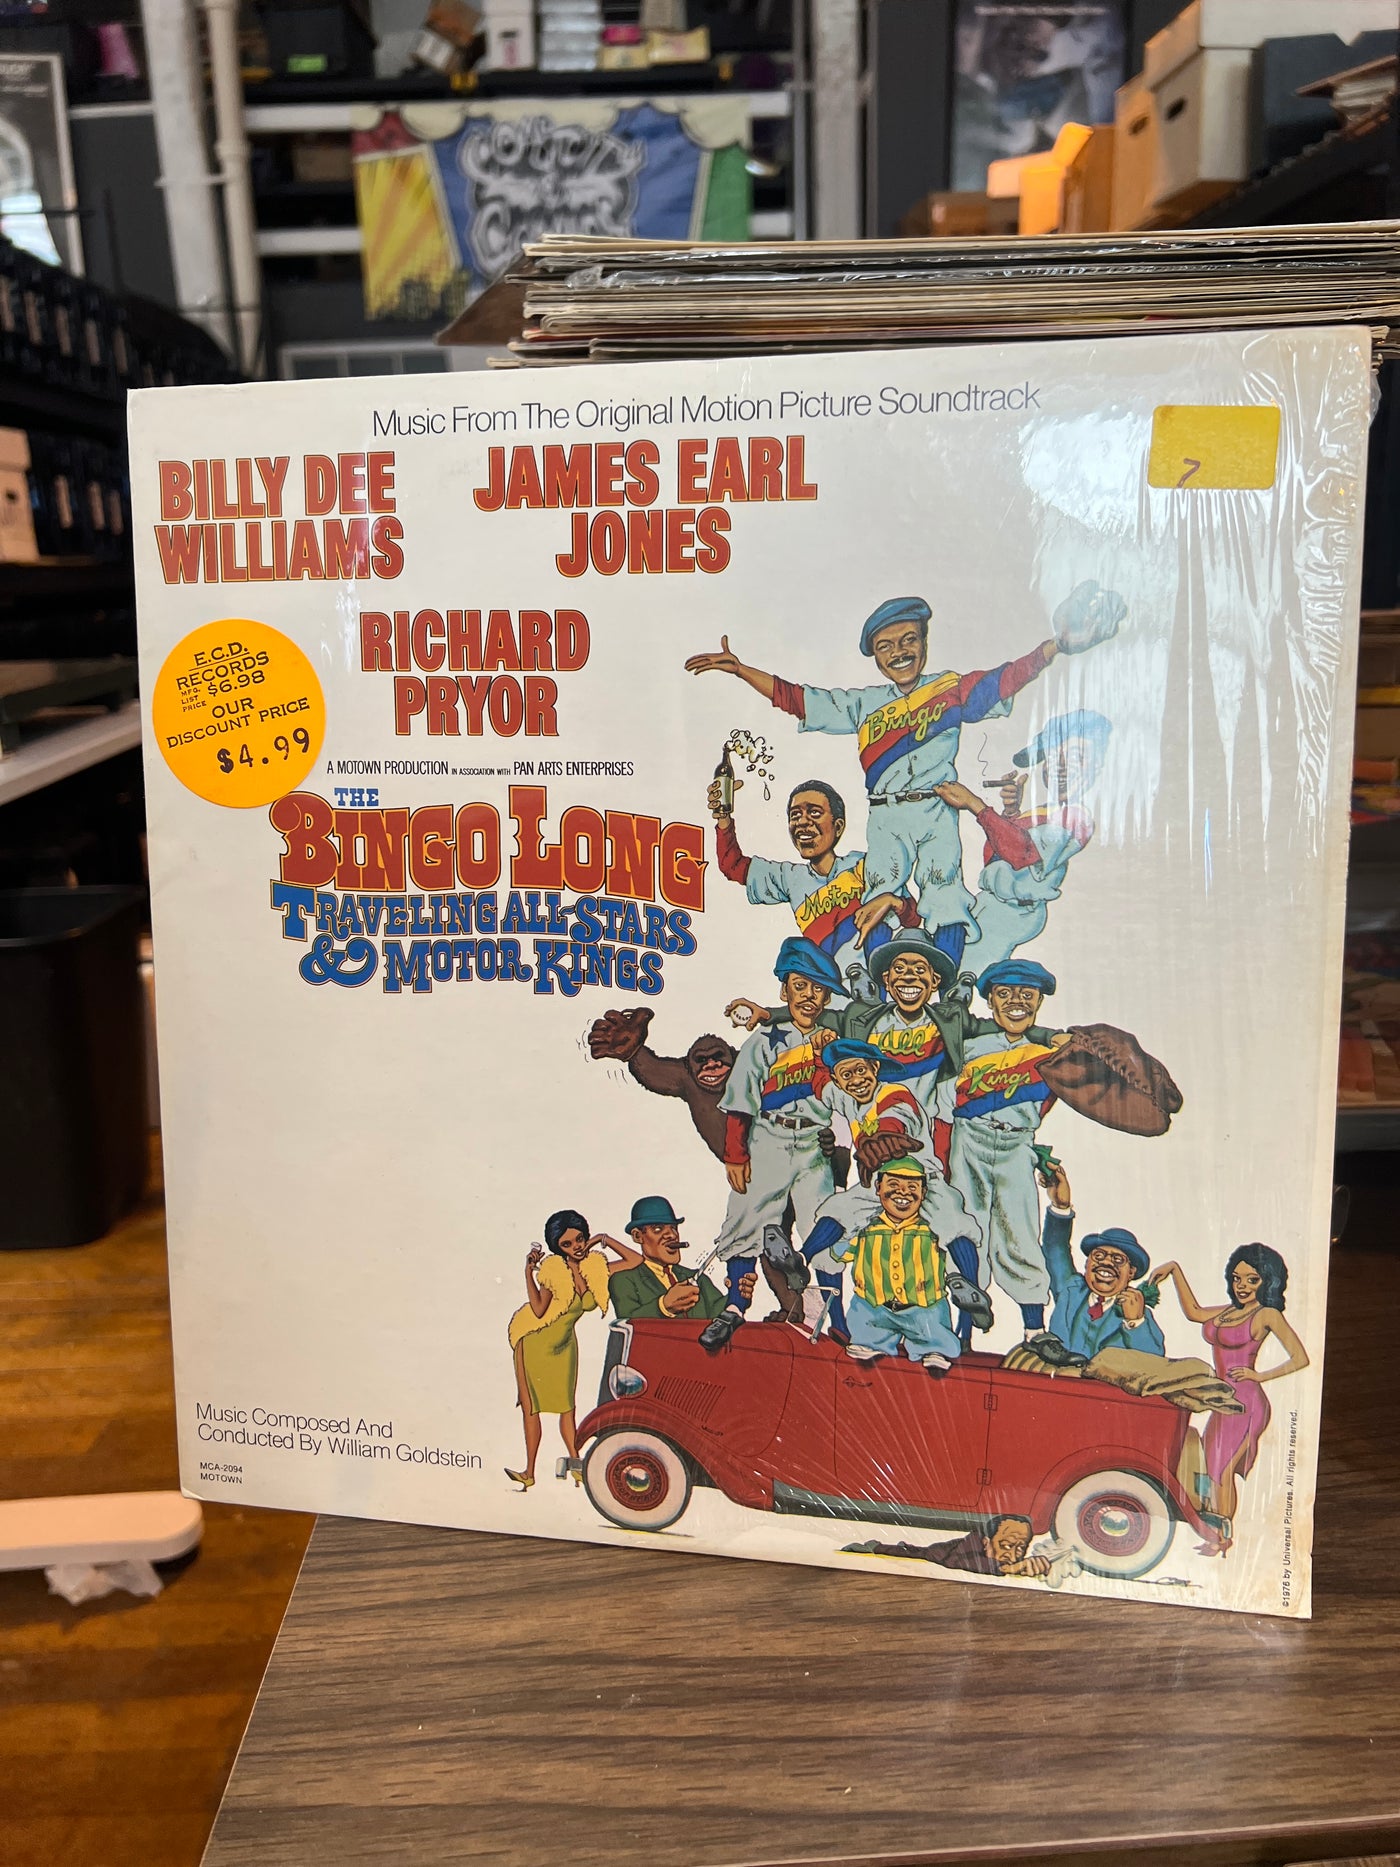 Music From The Original Motion Picture Soundtrack
BILLY DEE
WILLIAMS
JAMES EARL
JONES
RICHARD
PRYOR
7
E.C.D.
RECORDS
MFG. LIST PRICE $6.98
OUR
DISCOUNT PRICE
$4.99
A MOTOWN PRODUCTION IN ASSOCIATION WITH PAN ARTS ENTERPRISES
THE
BINGO LONG
TRAVELING ALL-STARS
& MOTOR KINGS
Bingo
Motor
Kings
Music Composed And
Conducted By William Goldstein
MCA-2094
MOTOWN
©1976 by Universal Pictures. All rights reserved.